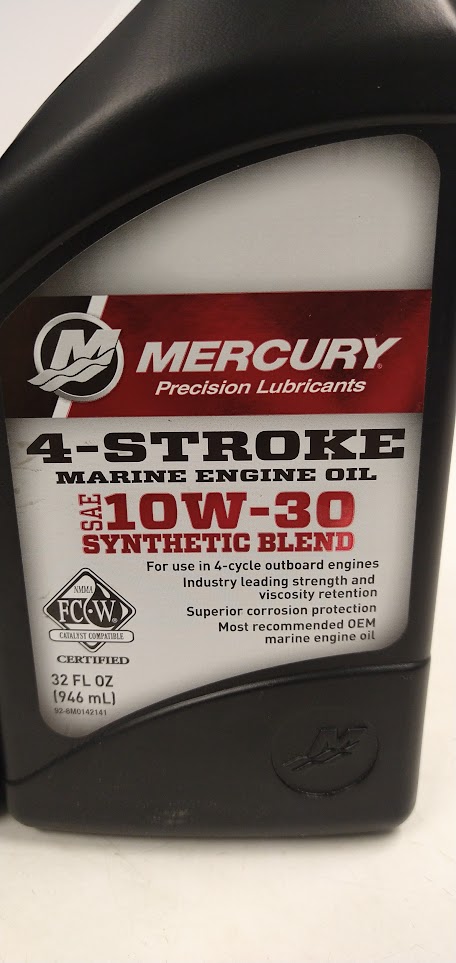 M
MERCURY
Precision Lubricants
4-STROKE
MARINE ENGINE OIL
SAE 10W-30
SYNTHETIC BLEND
For use in 4-cycle outboard engines
Industry leading strength and
viscosity retention
Superior corrosion protection
Most recommended OEM
marine engine oil
NMMA
FC-W®
CATALYST COMPATIBLE
CERTIFIED
32 FL OZ
(946 mL)
92-8M0142141